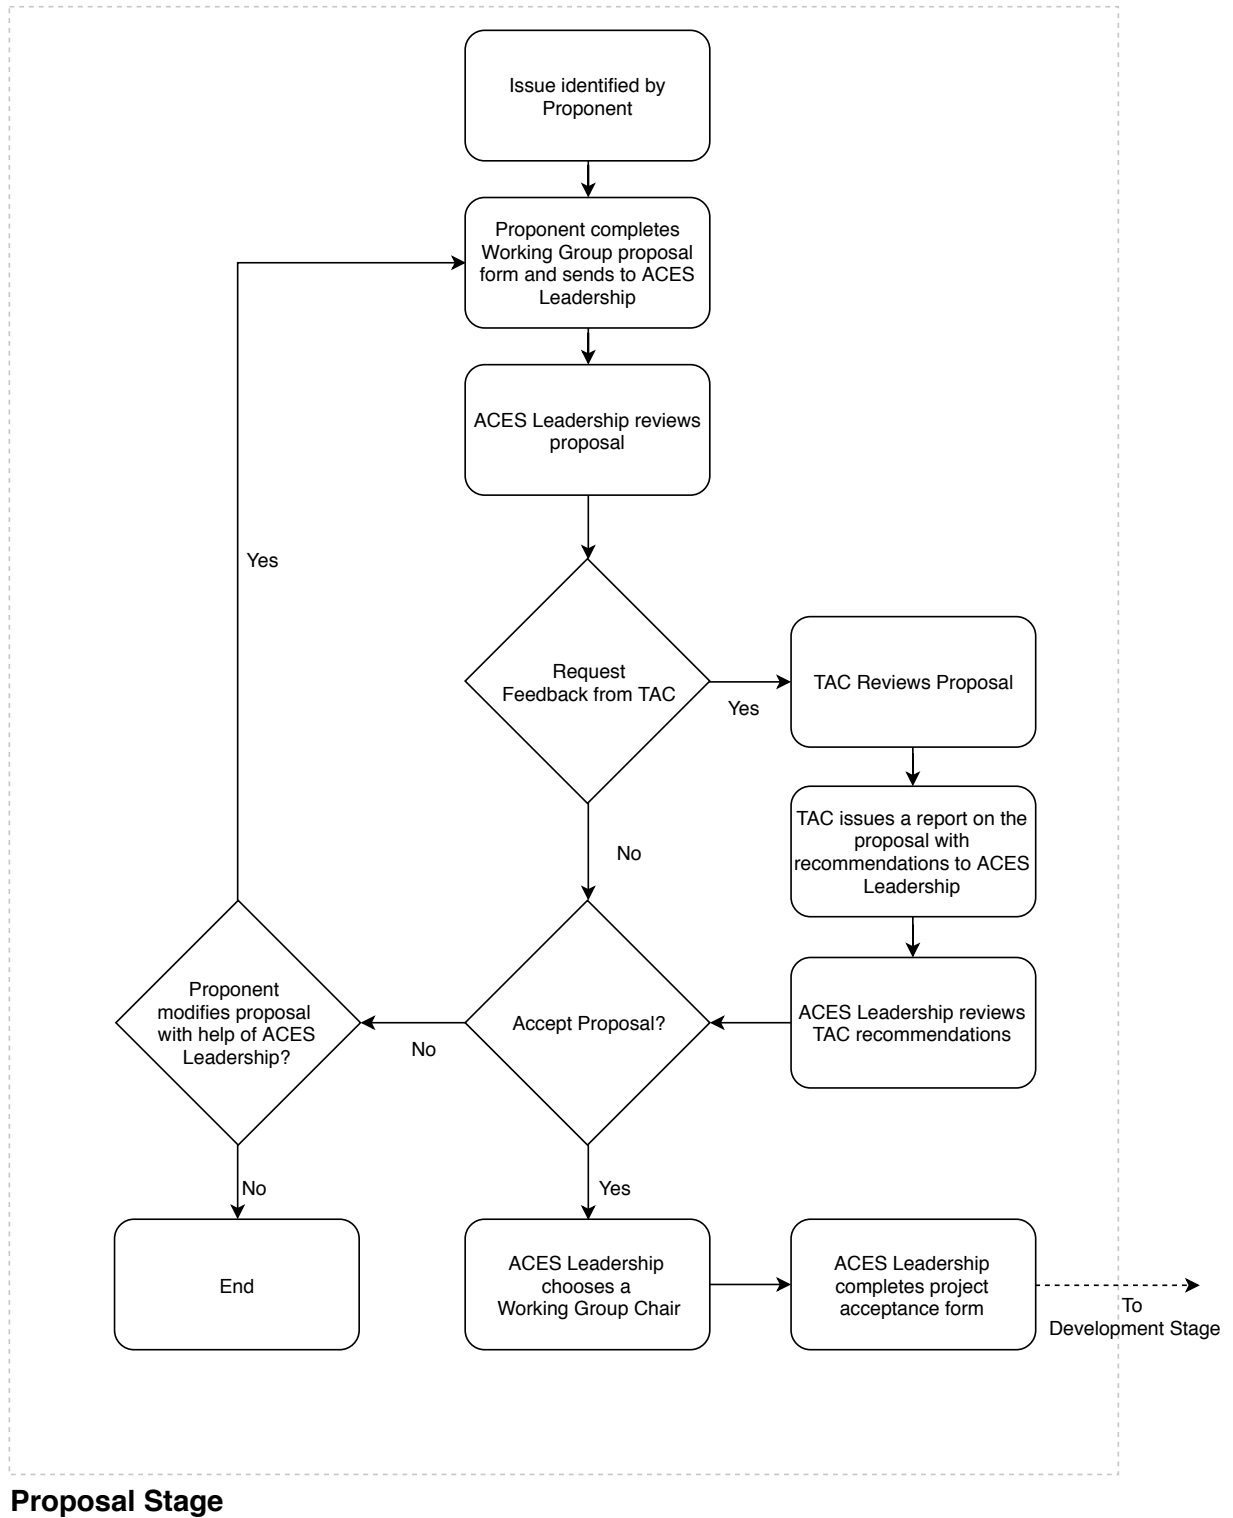 Issue identified by
Proponent
Proponent completes
Working Group proposal
form and sends to ACES
Leadership
ACES Leadership reviews
proposal
Yes
Request
Feedback from TAC
Yes
TAC Reviews Proposal
No
TAC issues a report on the
proposal with
recommendations to ACES
Leadership
Proponent
modifies proposal
with help of ACES
Leadership?
No
Accept Proposal?
ACES Leadership reviews
TAC recommendations
No
Yes
End
ACES Leadership
chooses a
Working Group Chair
ACES Leadership
completes project
acceptance form
To
Development Stage
Proposal Stage